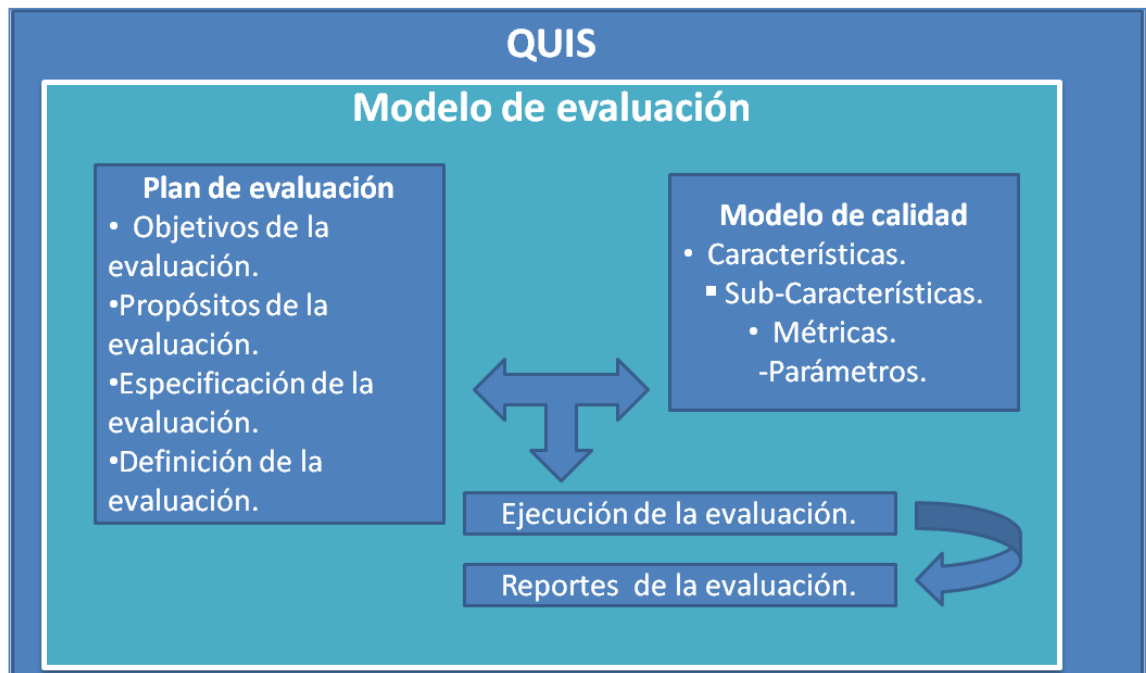 QUIS
Modelo de evaluación
Plan de evaluación
• Objetivos de la
evaluación.
•Propósitos de la
evaluación.
•Especificación de la
evaluación.
•Definición de la
evaluación.
Modelo de calidad
• Características.
▪ Sub-Características.
• Métricas.
-Parámetros.
Ejecución de la evaluación.
Reportes de la evaluación.